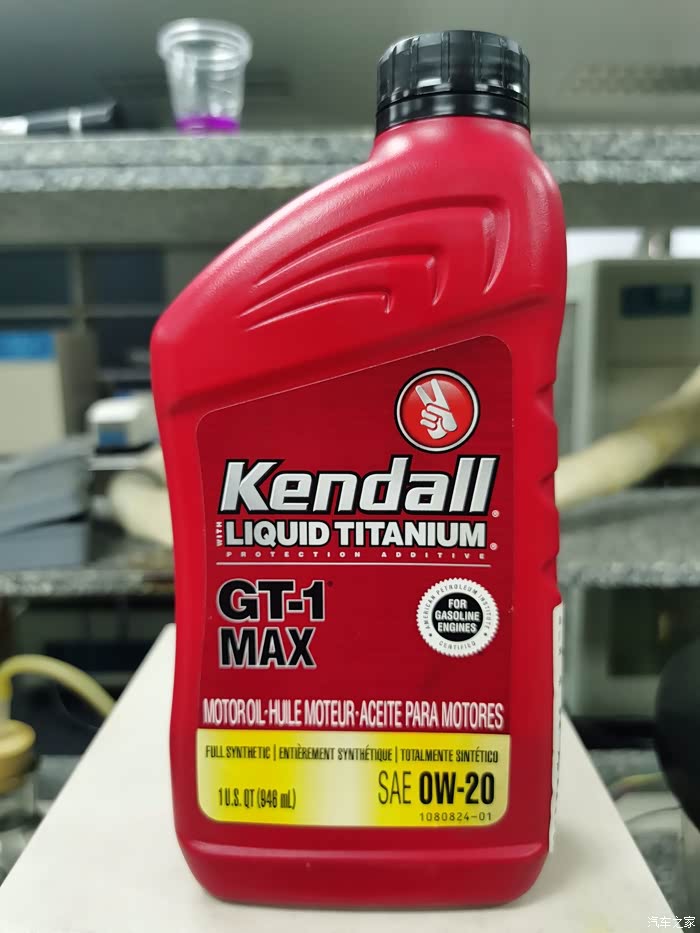 Kendall®
WITH LIQUID TITANIUM®
PROTECTION ADDITIVE
GT-1®
MAX
AMERICAN PETROLEUM INSTITUTE
FOR
GASOLINE
ENGINES
CERTIFIED
MOTOR OIL•HUILE MOTEUR•ACEITE PARA MOTORES
FULL SYNTHETIC | ENTIÈREMENT SYNTHÉTIQUE | TOTALMENTE SINTÉTICO
1 U.S. QT (946 mL)
SAE 0W-20
1080824-01
汽车之家